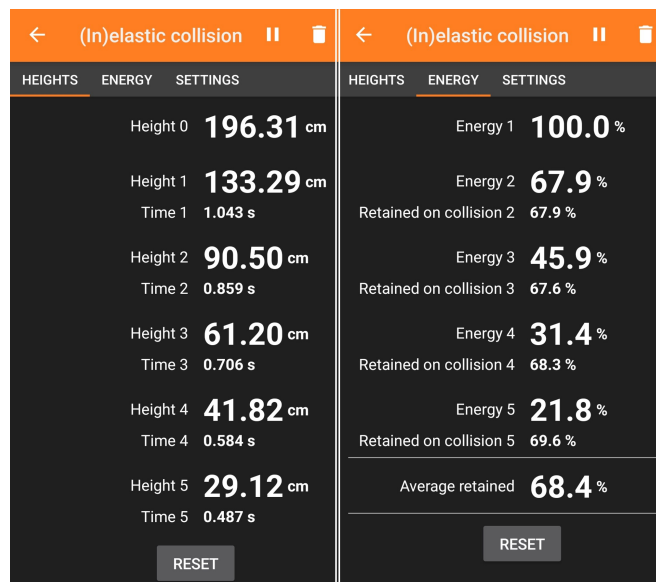 (In)elastic collision
HEIGHTS ENERGY SETTINGS
Height 0 196.31 cm
Height 1 133.29 cm
Time 1 1.043 s
Height 2 90.50 cm
Time 2 0.859 s
Height 3 61.20 cm
Time 3 0.706 s
Height 4 41.82 cm
Time 4 0.584 s
Height 5 29.12 cm
Time 5 0.487 s
RESET
(In)elastic collision
HEIGHTS ENERGY SETTINGS
Energy 1 100.0 %
Energy 2 67.9 %
Retained on collision 2 67.9 %
Energy 3 45.9 %
Retained on collision 3 67.6 %
Energy 4 31.4 %
Retained on collision 4 68.3 %
Energy 5 21.8 %
Retained on collision 5 69.6 %
Average retained 68.4 %
RESET